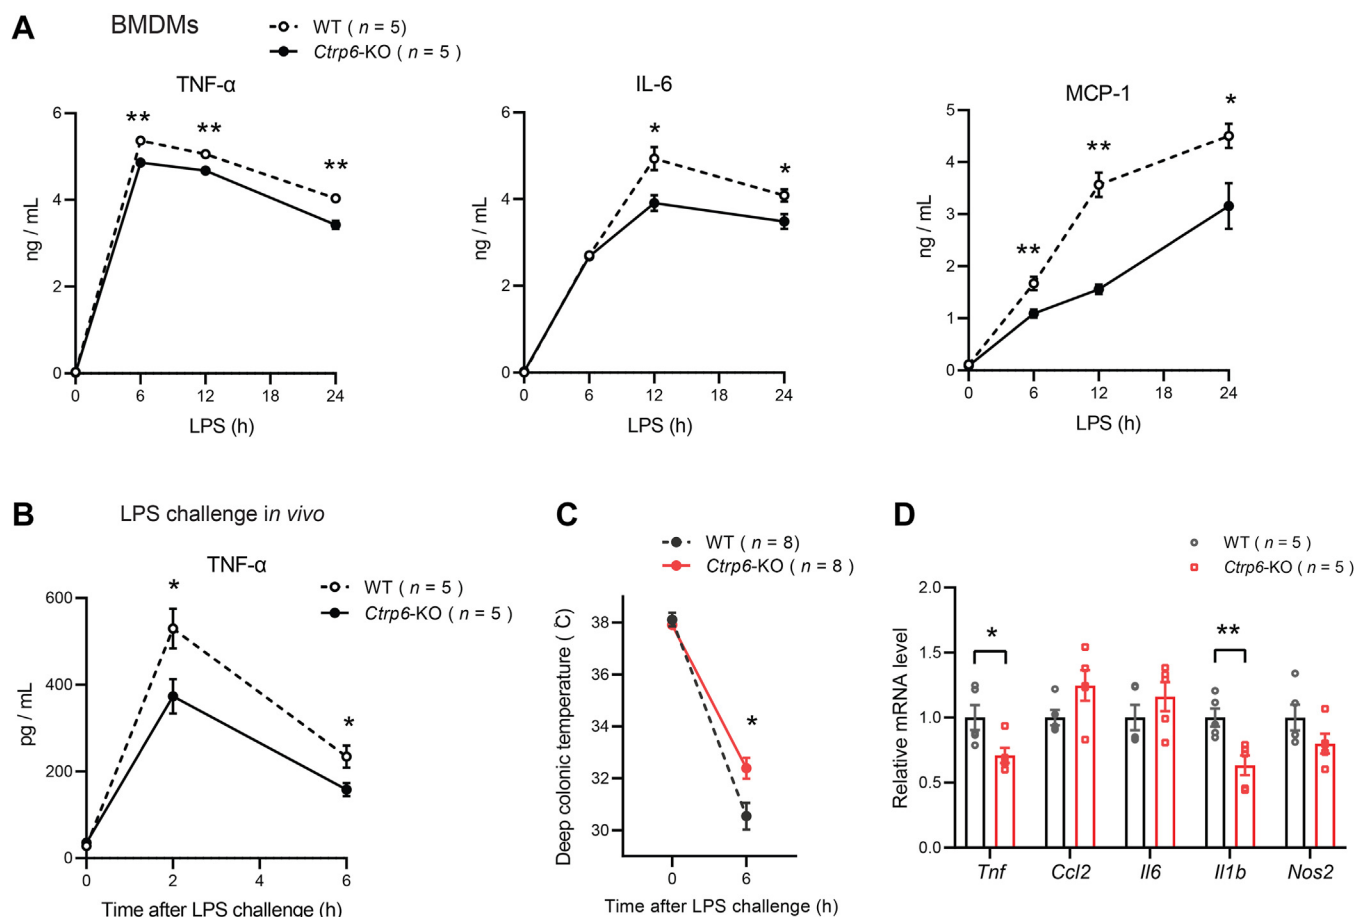 A
BMDMs
WT ( n = 5)
Ctrp6-KO ( n = 5 )
TNF-α
6
4
2
0
ng / mL
**
**
**
0
6
12
18
24
LPS (h)
IL-6
6
4
2
0
ng / mL
*
*
0
6
12
18
24
LPS (h)
MCP-1
5
4
3
2
1
0
ng / mL
**
**
*
0
6
12
18
24
LPS (h)
B
LPS challenge in vivo
TNF-α
WT ( n = 5 )
Ctrp6-KO ( n = 5 )
600
400
200
0
pg / mL
*
*
0
2
4
6
Time after LPS challenge (h)
C
WT ( n = 8)
Ctrp6-KO ( n = 8 )
38
36
34
32
30
Deep colonic temperature ( ℃)
*
0
6
Time after LPS challenge (h)
D
WT ( n = 5 )
Ctrp6-KO ( n = 5 )
2.0
1.5
1.0
0.5
0.0
Relative mRNA level
*
**
Tnf
Ccl2
Il6
Il1b
Nos2